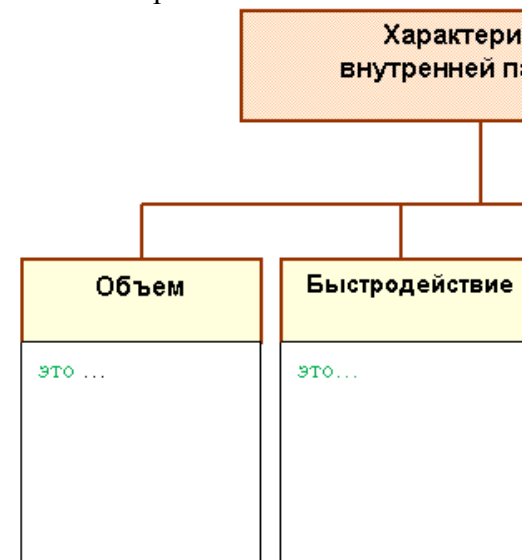 Характери
внутренней па
Объем
Быстродействие
это ...
это...